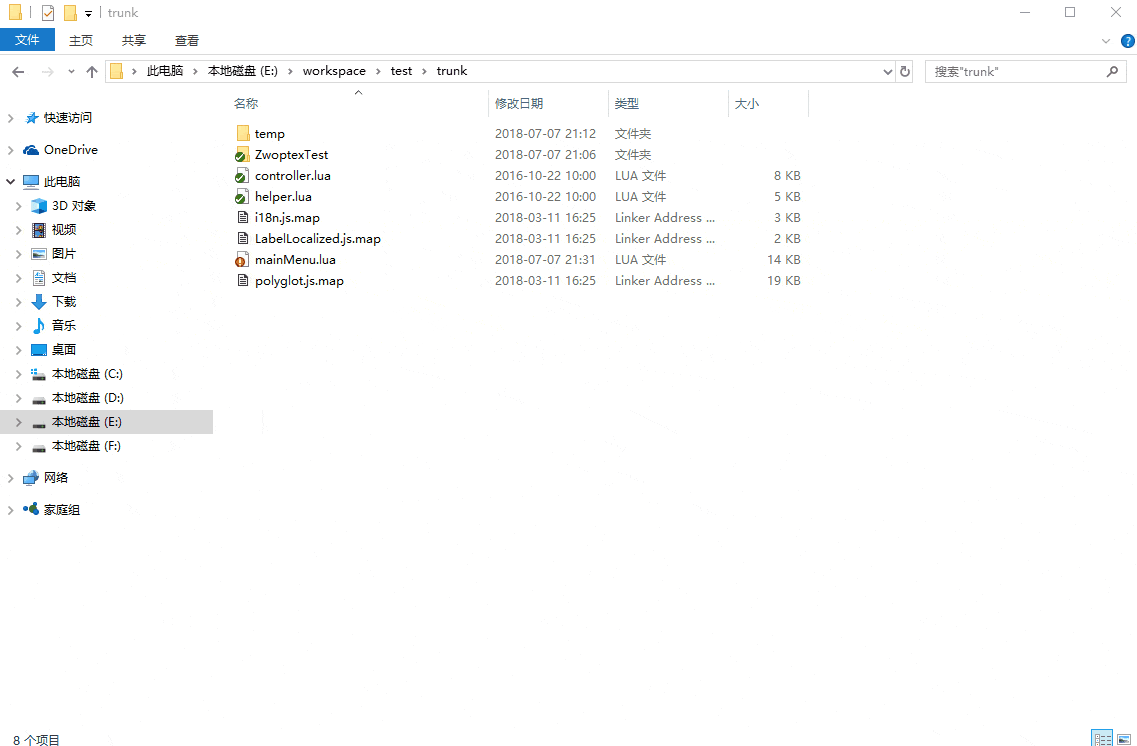 trunk
文件 主页 共享 查看
此电脑 本地磁盘 (E:) workspace test trunk
搜索"trunk"
名称 修改日期 类型 大小
快速访问
OneDrive
此电脑
3D 对象
视频
图片
文档
下载
音乐
桌面
本地磁盘 (C:)
本地磁盘 (D:)
本地磁盘 (E:)
本地磁盘 (F:)
网络
家庭组
temp 2018-07-07 21:12 文件夹
ZwoptexTest 2018-07-07 21:06 文件夹
controller.lua 2016-10-22 10:00 LUA 文件 8 KB
helper.lua 2016-10-22 10:00 LUA 文件 5 KB
i18n.js.map 2018-03-11 16:25 Linker Address ... 3 KB
LabelLocalized.js.map 2018-03-11 16:25 Linker Address ... 2 KB
mainMenu.lua 2018-07-07 21:31 LUA 文件 14 KB
polyglot.js.map 2018-03-11 16:25 Linker Address ... 19 KB
8 个项目